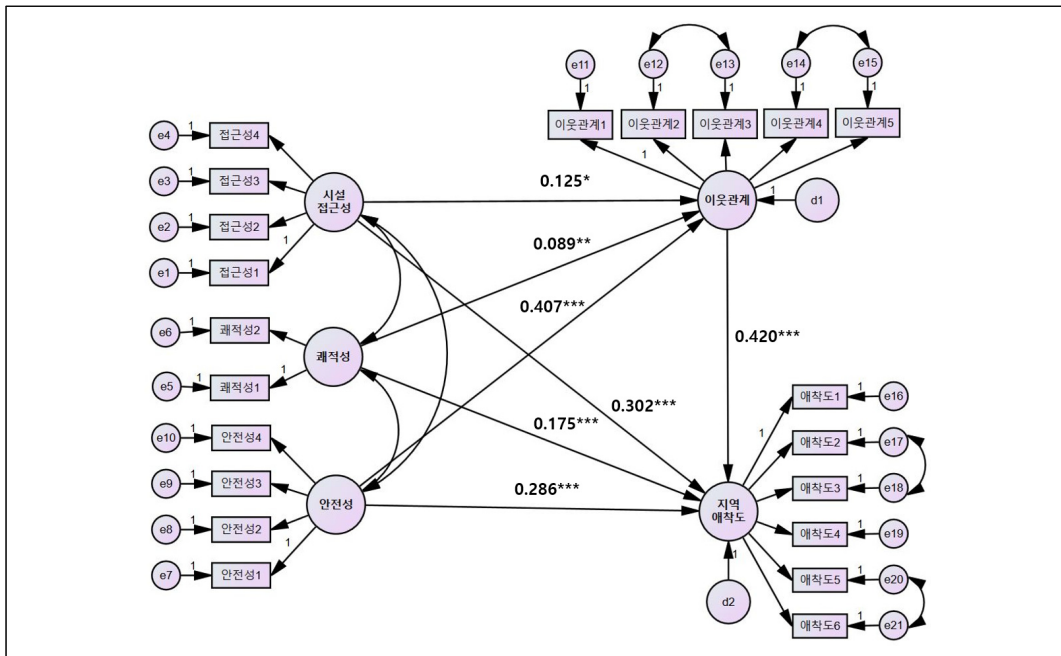 e11
e12
e13
e14
e15
1
1
1
1
1
이웃관계1
이웃관계2
이웃관계3
이웃관계4
이웃관계5
1
이웃관계
1
d1
e4
1
접근성4
e3
1
접근성3
e2
1
접근성2
e1
1
접근성1
1
시설
접근성
0.125*
0.089**
0.407***
0.420***
e6
1
쾌적성2
e5
1
쾌적성1
1
쾌적성
0.302***
0.175***
e10
1
안전성4
e9
1
안전성3
e8
1
안전성2
e7
1
안전성1
1
안전성
0.286***
지역
애착도
1
d2
1
애착도1
1
e16
애착도2
1
e17
애착도3
1
e18
애착도4
1
e19
애착도5
1
e20
애착도6
1
e21